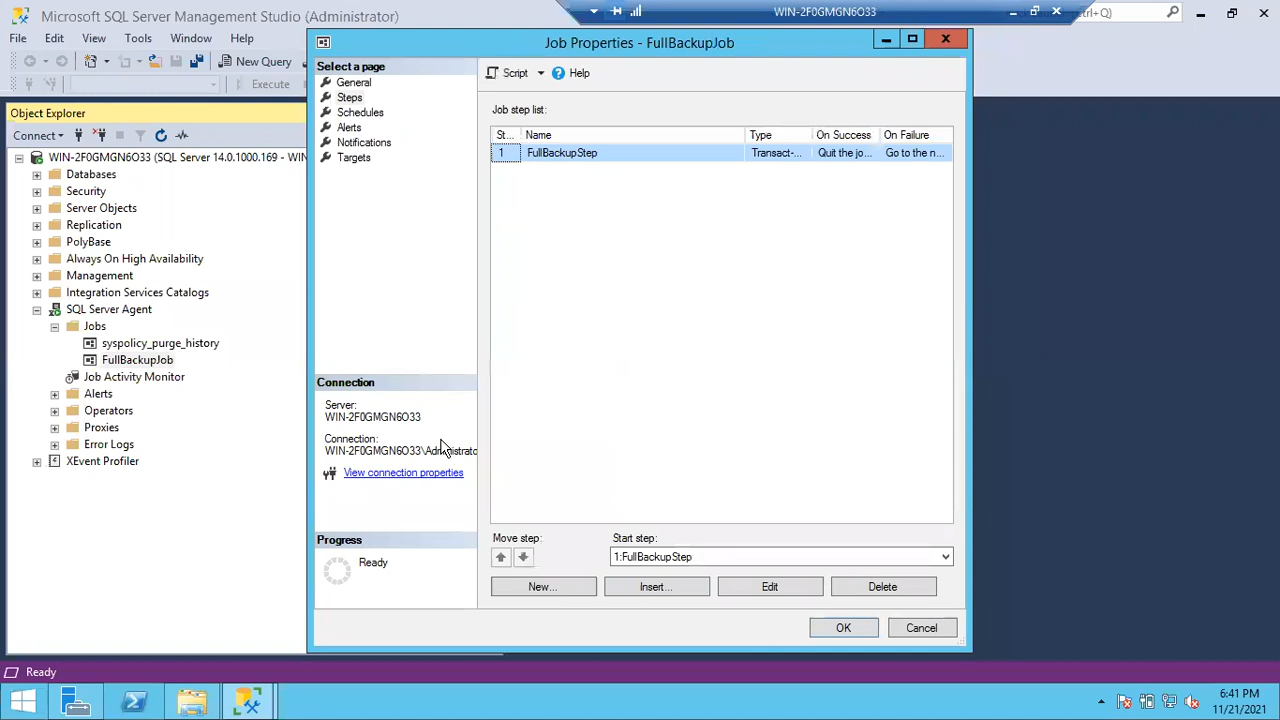 Microsoft SQL Server Management Studio (Administrator)
WIN-2F0GMGN6O33
ctrl+Q)
File Edit View Tools Window Help
New Query
Execute
Object Explorer
Connect
WIN-2F0GMGN6O33 (SQL Server 14.0.1000.169 - WIN
Databases
Security
Server Objects
Replication
PolyBase
Always On High Availability
Management
Integration Services Catalogs
SQL Server Agent
Jobs
syspolicy_purge_history
FullBackupJob
Job Activity Monitor
Alerts
Operators
Proxies
Error Logs
XEvent Profiler
Job Properties - FullBackupJob
Select a page
General
Steps
Schedules
Alerts
Notifications
Targets
Connection
Server:
WIN-2F0GMGN6O33
Connection:
WIN-2F0GMGN6O33\Administrato
View connection properties
Progress
Ready
Script Help
Job step list:
St... Name Type On Success On Failure
1 FullBackupStep Transact-... Quit the jo... Go to the n...
Move step: Start step:
1:FullBackupStep
New... Insert... Edit Delete
OK Cancel
Ready
6:41 PM
11/21/2021